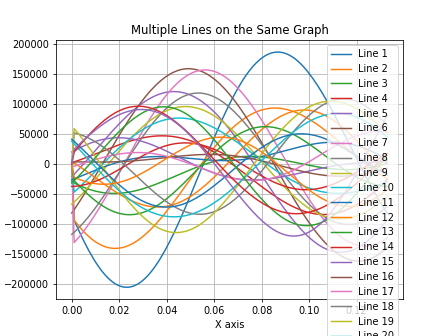 Multiple Lines on the Same Graph
200000
150000
100000
50000
0
−50000
−100000
−150000
−200000
0.00 0.02 0.04 0.06 0.08 0.10
X axis
Line 1
Line 2
Line 3
Line 4
Line 5
Line 6
Line 7
Line 8
Line 9
Line 10
Line 11
Line 12
Line 13
Line 14
Line 15
Line 16
Line 17
Line 18
Line 19
Line 20